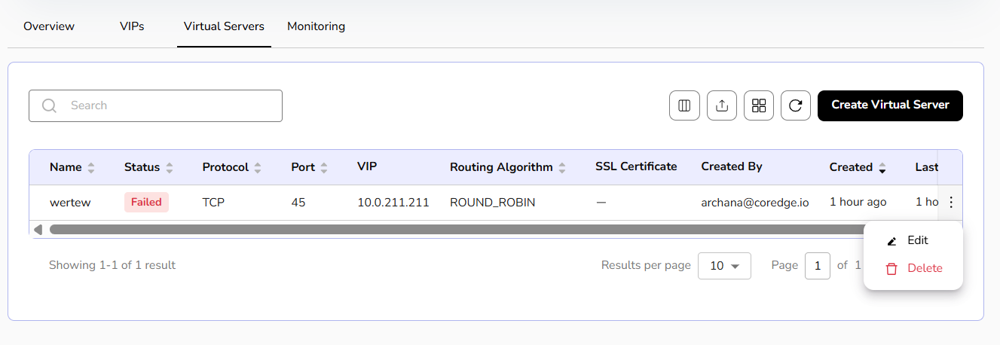 Overview VIPs Virtual Servers Monitoring
Search Create Virtual Server
Name Status Protocol Port VIP Routing Algorithm SSL Certificate Created By Created Last
wertew Failed TCP 45 10.0.211.211 ROUND_ROBIN — archana@coredge.io 1 hour ago 1 ho
Edit
Showing 1-1 of 1 result Results per page 10 Page 1 of 1
Delete